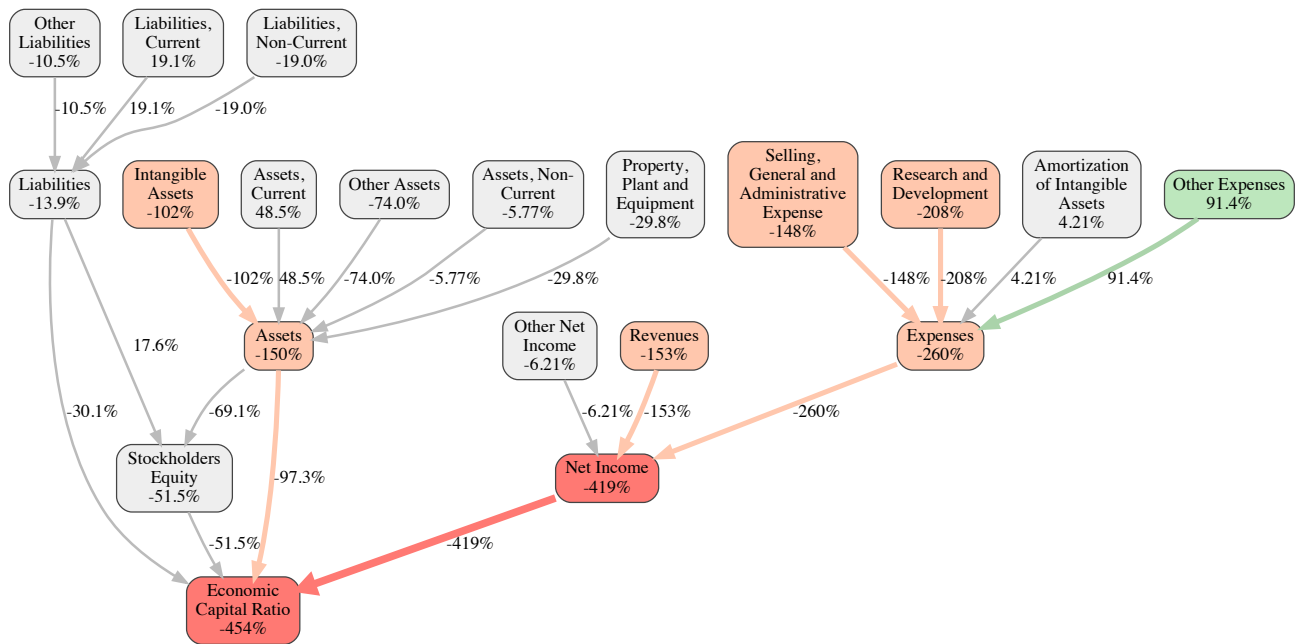 Other
Liabilities
-10.5%
Liabilities,
Current
19.1%
Liabilities,
Non-Current
-19.0%
-10.5%
19.1%
-19.0%
Liabilities
-13.9%
Intangible
Assets
-102%
Assets,
Current
48.5%
Other Assets
-74.0%
Assets, Non-
Current
-5.77%
Property,
Plant and
Equipment
-29.8%
Selling,
General and
Administrative
Expense
-148%
Research and
Development
-208%
Amortization
of Intangible
Assets
4.21%
Other Expenses
91.4%
-102%
48.5%
-74.0%
-5.77%
-29.8%
-148%
-208%
4.21%
91.4%
Assets
-150%
Other Net
Income
-6.21%
Revenues
-153%
Expenses
-260%
17.6%
-30.1%
-69.1%
-6.21%
-153%
-260%
Stockholders
Equity
-51.5%
-97.3%
Net Income
-419%
-51.5%
-419%
Economic
Capital Ratio
-454%